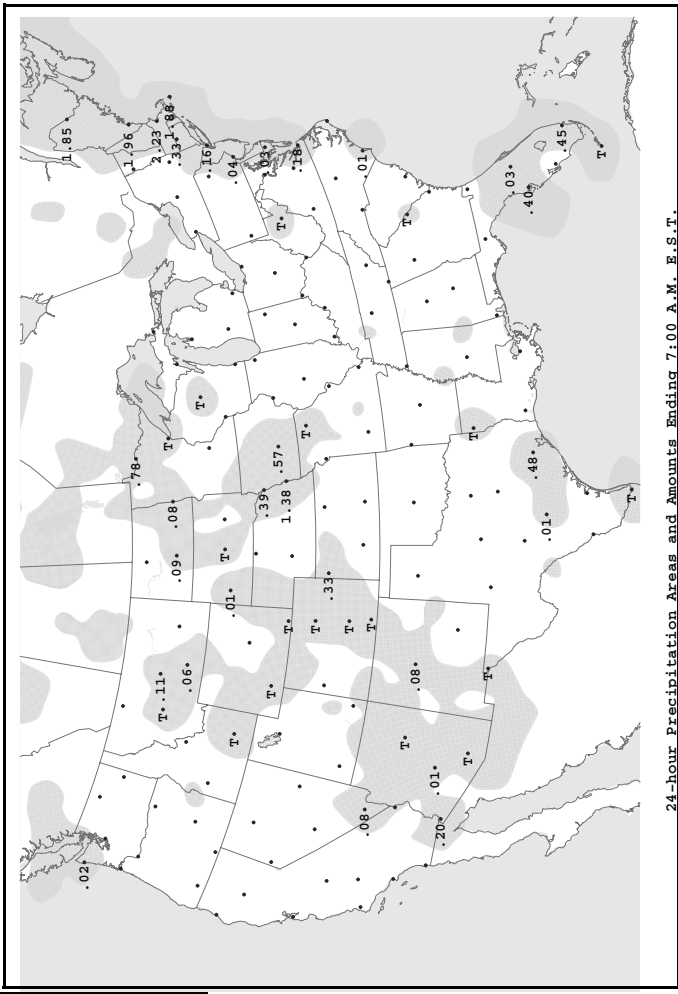 1.85
.02
1.96
.78
2.23
.11
T
T
1.88
.08
.33
.09
.06
T
.16
T
.01
.04
T
.39
.03
T
.57
T
1.38
T
.18
T
T
.33
T
.01
.08
T
T
T
.08
.01
.20
T
T
T
.03
.40
.48
.01
.45
T
T
24-hour Precipitation Areas and Amounts Ending 7:00 A.M. E.S.T.